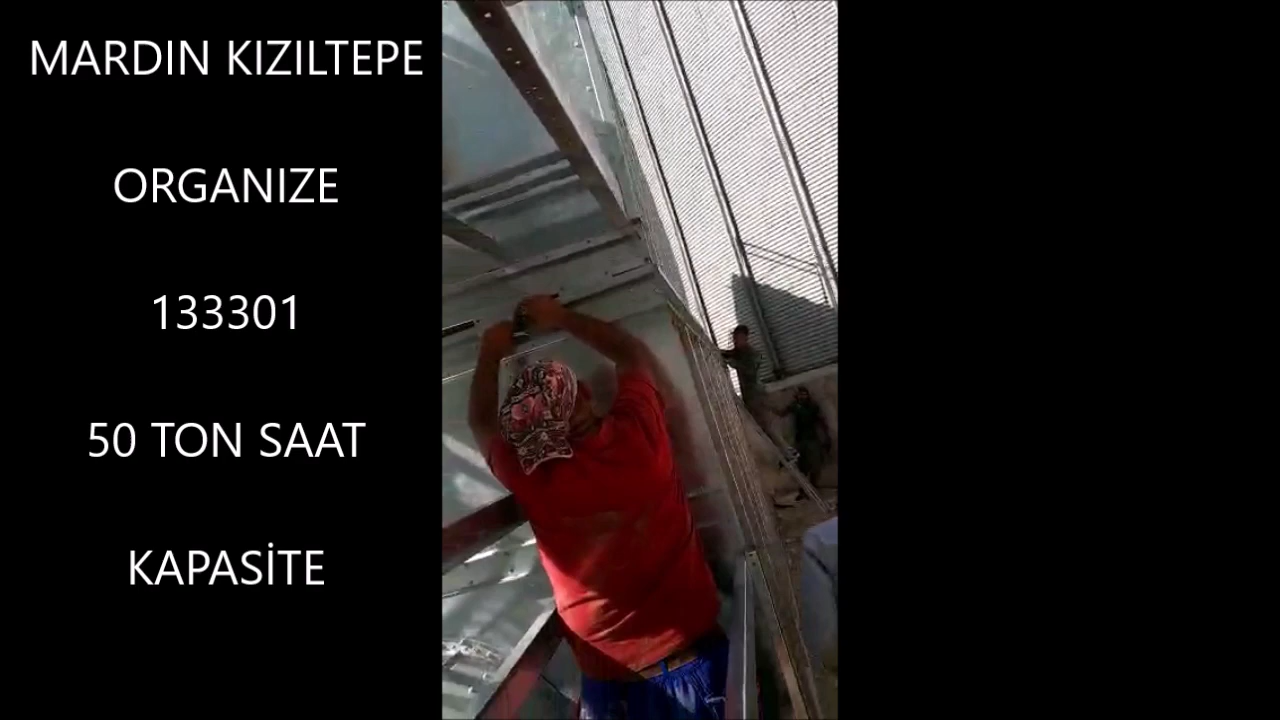 MARDIN KIZILTEPE
ORGANIZE
133301
50 TON SAAT
KAPASİTE